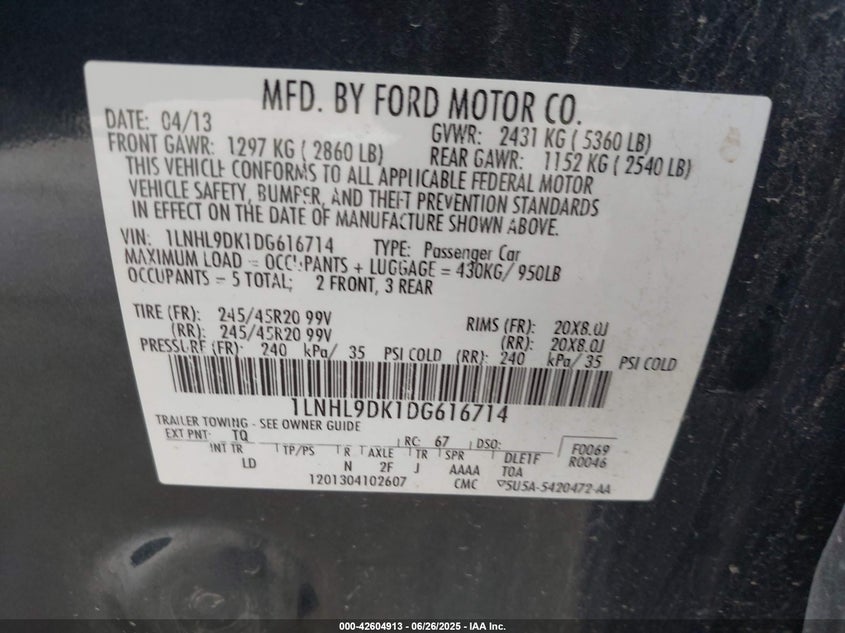 MFD. BY FORD MOTOR CO.
DATE: 04/13 GVWR: 2431 KG ( 5360 LB)
FRONT GAWR: 1297 KG ( 2860 LB) REAR GAWR: 1152 KG ( 2540 LB)
THIS VEHICLE CONFORMS TO ALL APPLICABLE FEDERAL MOTOR
VEHICLE SAFETY, BUMPER, AND THEFT PREVENTION STANDARDS
IN EFFECT ON THE DATE OF MANUFACTURE SHOWN ABOVE.
VIN: 1LNHL9DK1DG616714 TYPE: Passenger Car
MAXIMUM LOAD = OCCUPANTS + LUGGAGE = 430KG/ 950LB
OCCUPANTS = 5 TOTAL; 2 FRONT, 3 REAR
TIRE (FR): 245/45R20 99V RIMS (FR): 20X8.0J
(RR): 245/45R20 99V (RR): 20X8.0J
PRESSURE (FR): 240 kPa/ 35 PSI COLD (RR): 240 kPa/ 35 PSI COLD
1LNHL9DK1DG616714
TRAILER TOWING - SEE OWNER GUIDE
EXT PNT: TQ RC: 67 DSO: F0069
INT TR TP/PS R AXLE TR SPR DLETF R0046
LD N 2F J AAAA TOA
1201304102607 CMC 5U5A-5420472-AA
000-42604913 - 06/26/2025 - IAA Inc.